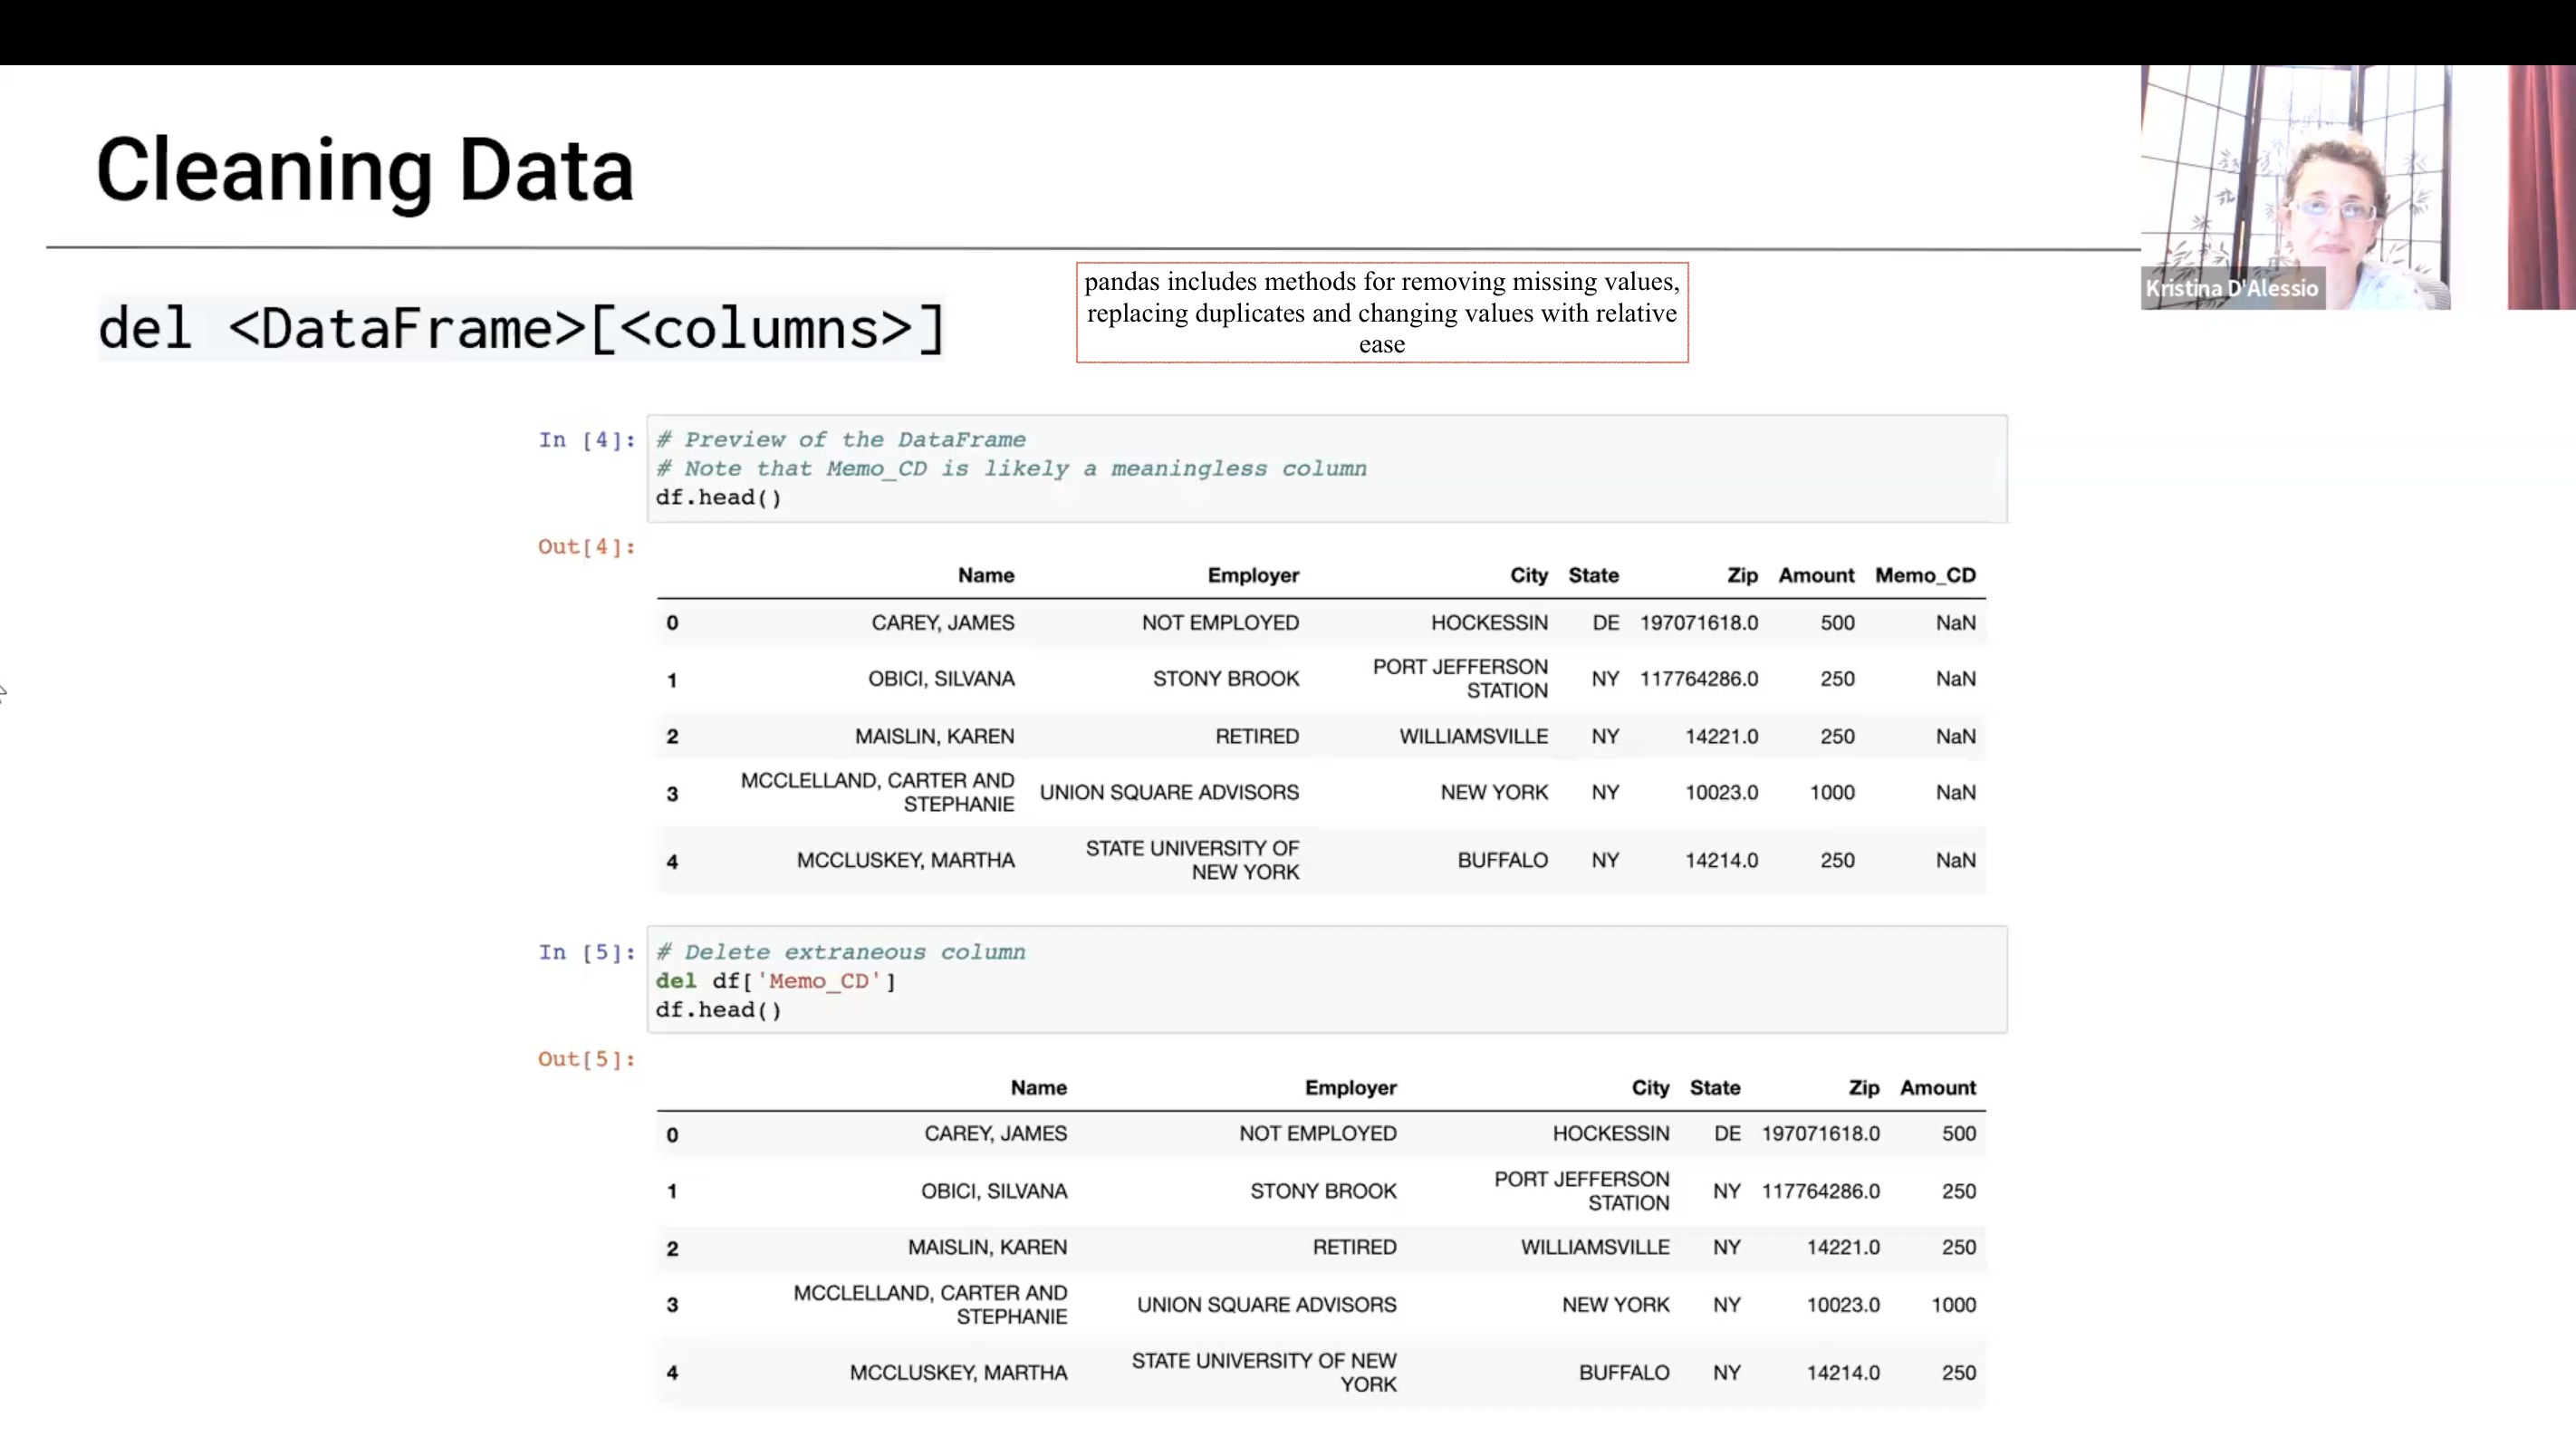 Cleaning Data
Kristina D'Alessio
del <DataFrame>[<columns>]
pandas includes methods for removing missing values,
replacing duplicates and changing values with relative
ease
In [4]: # Preview of the DataFrame
# Note that Memo_CD is likely a meaningless column
df.head()
Out[4]:
Name Employer City State Zip Amount Memo_CD
0 CAREY, JAMES NOT EMPLOYED HOCKESSIN DE 197071618.0 500 NaN
1 OBICI, SILVANA STONY BROOK PORT JEFFERSON STATION NY 117764286.0 250 NaN
2 MAISLIN, KAREN RETIRED WILLIAMSVILLE NY 14221.0 250 NaN
3 MCCLELLAND, CARTER AND STEPHANIE UNION SQUARE ADVISORS NEW YORK NY 10023.0 1000 NaN
4 MCCLUSKEY, MARTHA STATE UNIVERSITY OF NEW YORK BUFFALO NY 14214.0 250 NaN
In [5]: # Delete extraneous column
del df['Memo_CD']
df.head()
Out[5]:
Name Employer City State Zip Amount
0 CAREY, JAMES NOT EMPLOYED HOCKESSIN DE 197071618.0 500
1 OBICI, SILVANA STONY BROOK PORT JEFFERSON STATION NY 117764286.0 250
2 MAISLIN, KAREN RETIRED WILLIAMSVILLE NY 14221.0 250
3 MCCLELLAND, CARTER AND STEPHANIE UNION SQUARE ADVISORS NEW YORK NY 10023.0 1000
4 MCCLUSKEY, MARTHA STATE UNIVERSITY OF NEW YORK BUFFALO NY 14214.0 250